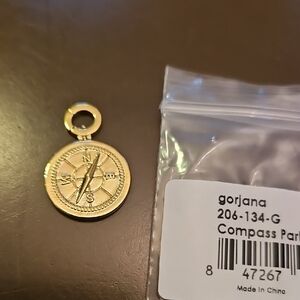 N
W E
S
gorjana
206-134-G
Compass Par
8 47267
Made in China